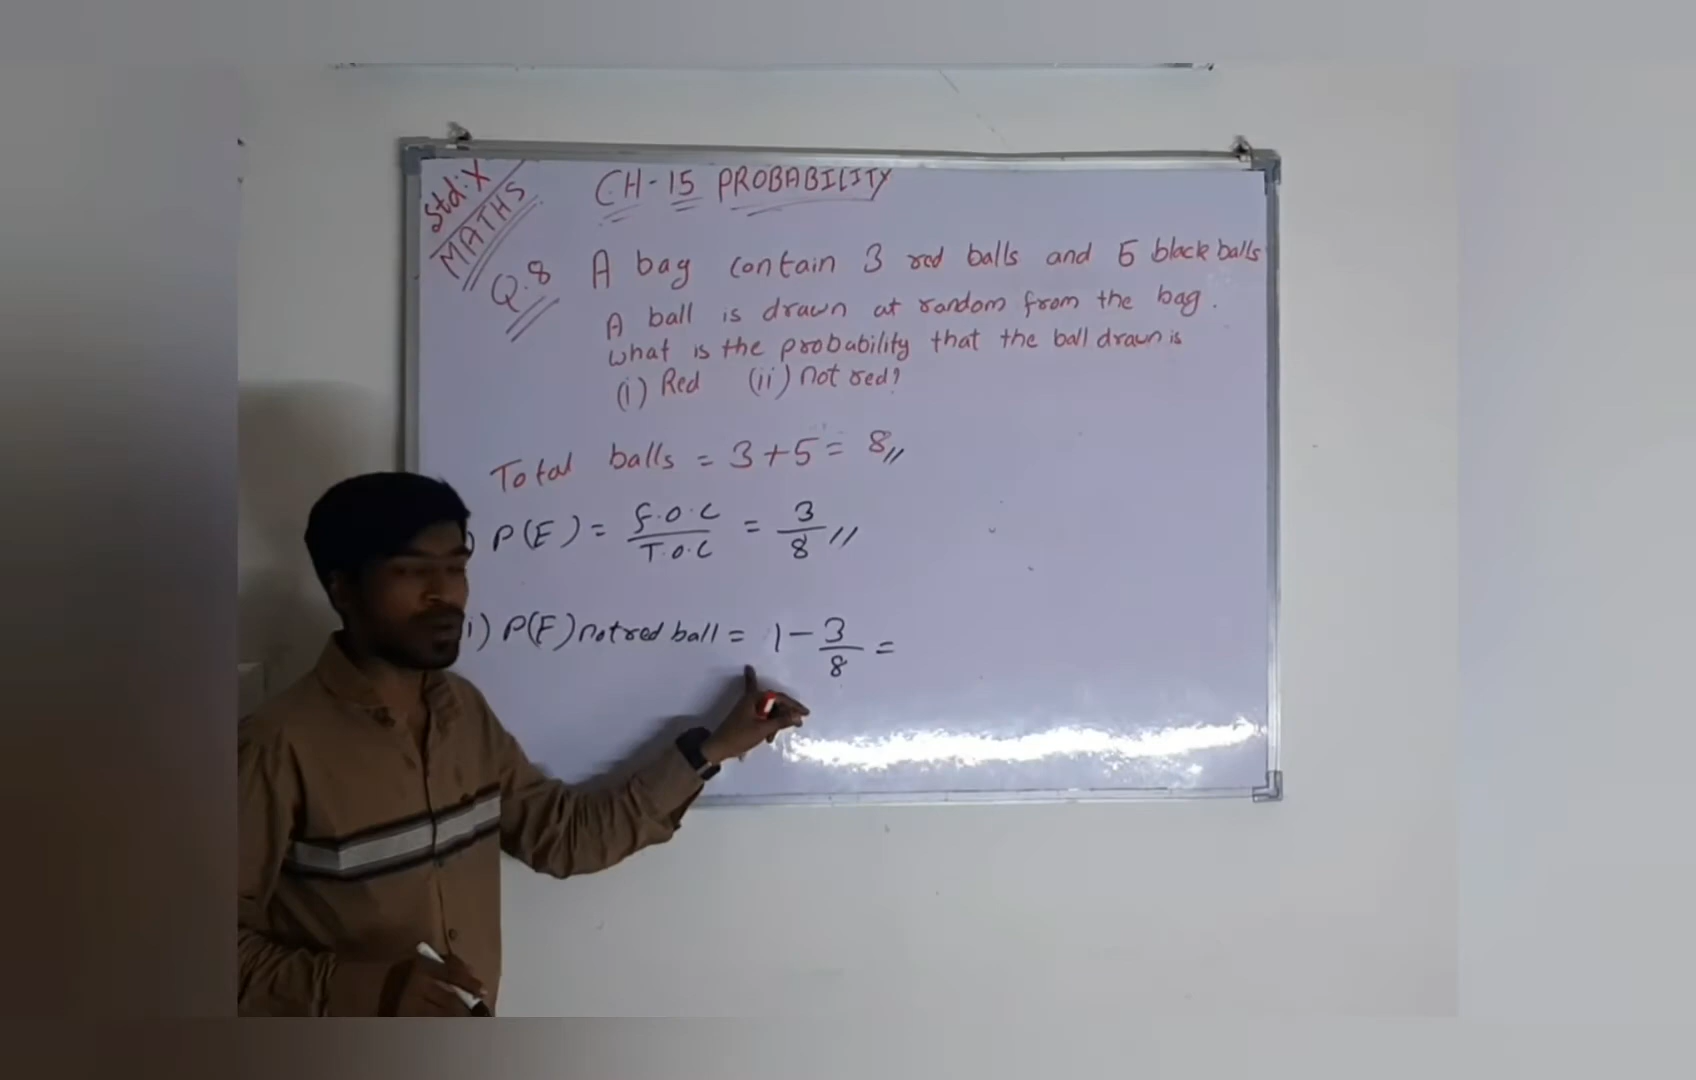 Std:X
MATHS
CH-15 PROBABILITY
Q.8 A bag contain 3 red balls and 5 black balls
A ball is drawn at random from the bag.
what is the probability that the ball drawn is
(i) Red (ii) not red?
Total balls = 3+5 = 8,,
) P(E) = f.O.C / T.O.C = 3/8 //
i) P(E) not red ball = 1 - 3/8 =